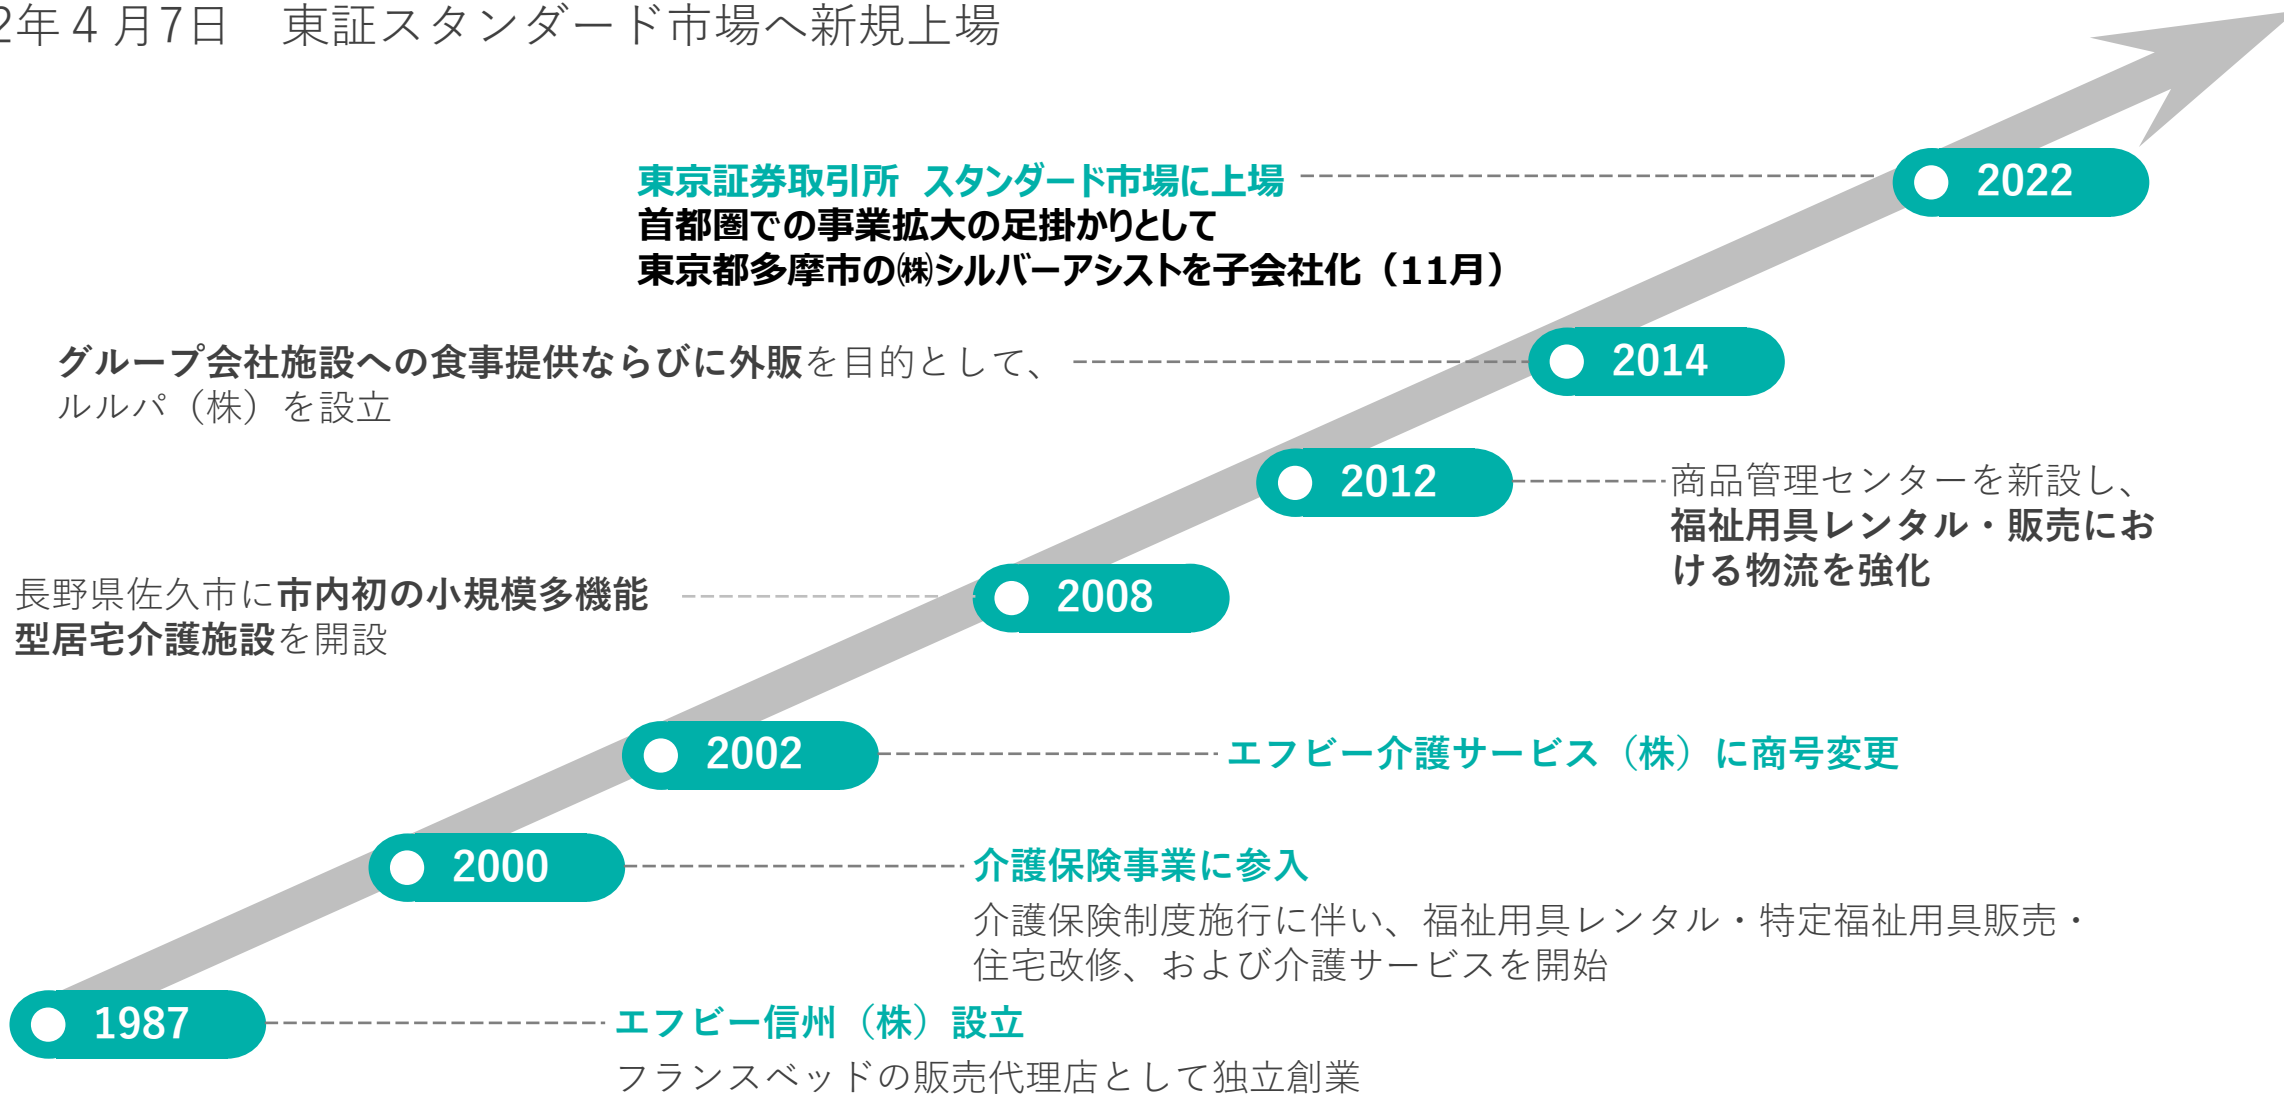 2年４月7日　東証スタンダード市場へ新規上場
東京証券取引所　スタンダード市場に上場
首都圏での事業拡大の足掛かりとして
東京都多摩市の㈱シルバーアシストを子会社化（11月）
2022
グループ会社施設への食事提供ならびに外販を目的として、
ルルパ（株）を設立
2014
2012
商品管理センターを新設し、
福祉用具レンタル・販売にお
ける物流を強化
長野県佐久市に市内初の小規模多機能
型居宅介護施設を開設
2008
2002
エフビー介護サービス（株）に商号変更
2000
介護保険事業に参入
介護保険制度施行に伴い、福祉用具レンタル・特定福祉用具販売・
住宅改修、および介護サービスを開始
1987
エフビー信州（株）設立
フランスベッドの販売代理店として独立創業